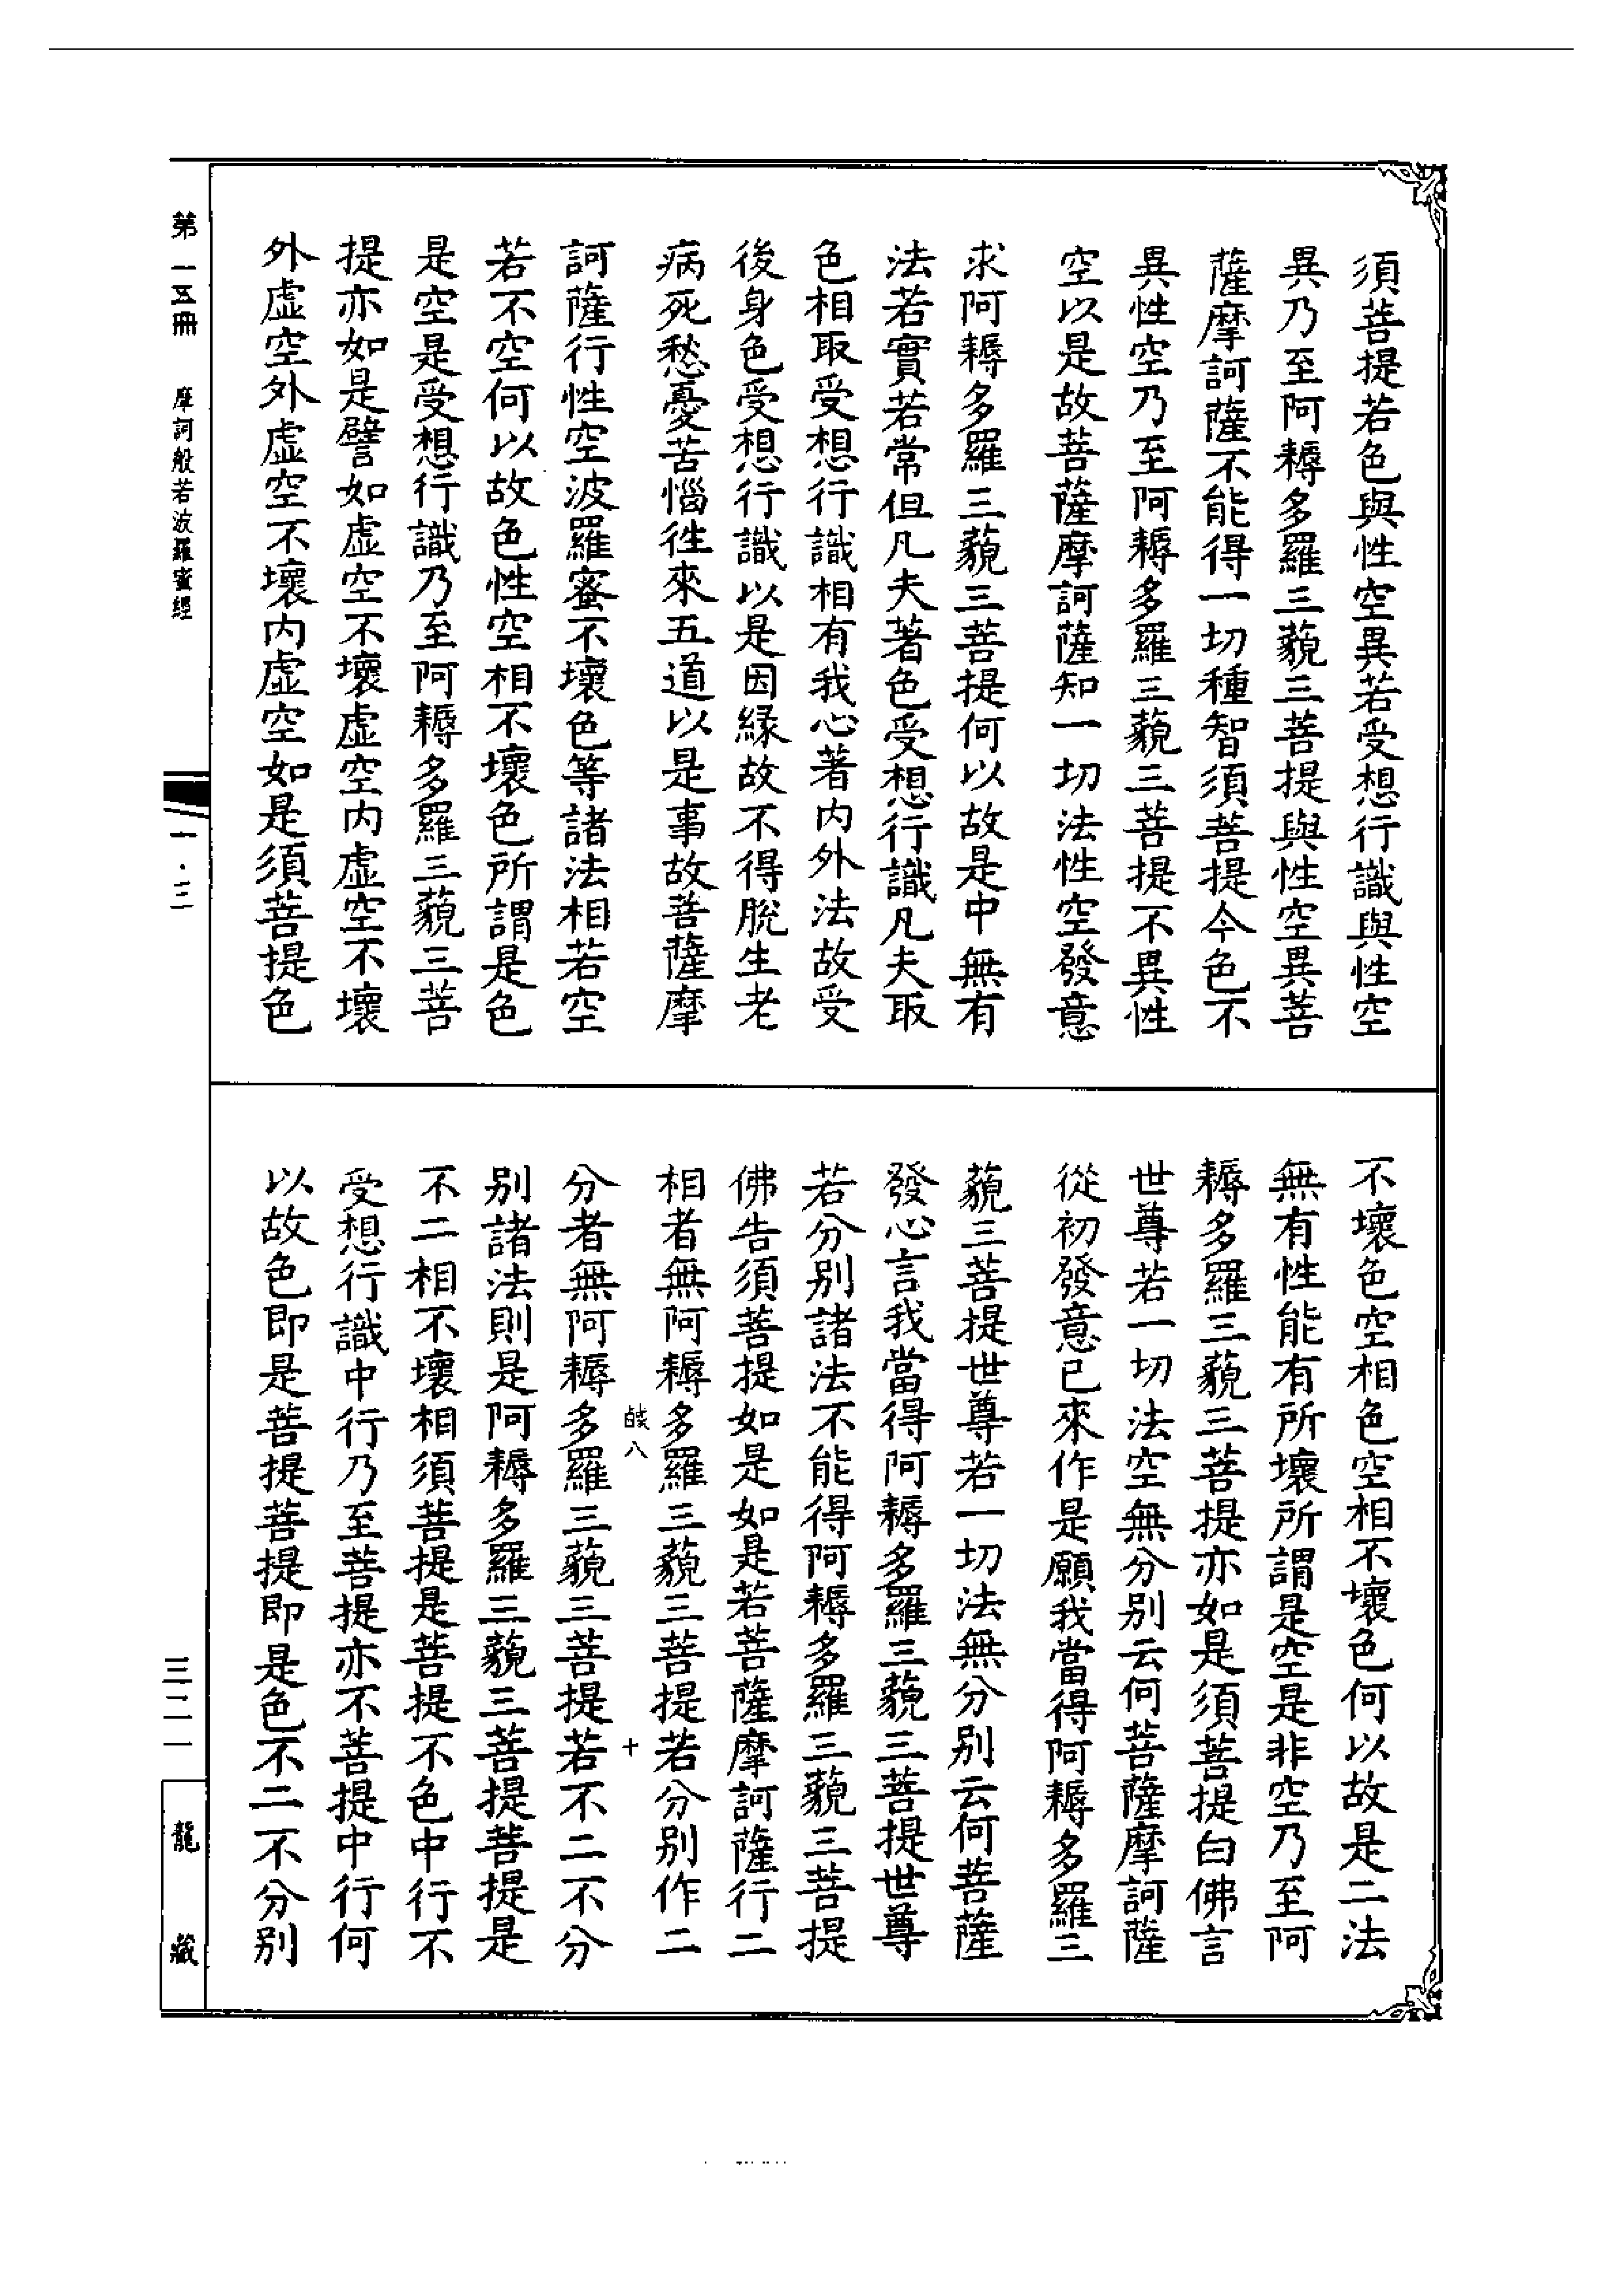 須菩提若色與性空異若受想行識與性空
異乃至阿耨多羅三藐三菩提與性空異菩
薩摩訶薩不能得一切種智須菩提今色不
異性空乃至阿耨多羅三藐三菩提不異性
空以是故菩薩摩訶薩知一切法性空發意
求阿耨多羅三藐三菩提何以故是中無有
法若實若常但凡夫著色受想行識凡夫取
色相取受想行識相有我心著內外法故受
後身色受想行識以是因緣故不得脫生老
病死愁憂苦惱徃來五道以是事故菩薩摩
訶薩行性空波羅蜜不壞色等諸法相若空
若不空何以故色性空相不壞色所謂是色
是空是受想行識乃至阿耨多羅三藐三菩
提亦如是譬如虛空不壞虛空內虛空不壞
外虛空外虛空不壞內虛空如是須菩提色
不壞色空相色空相不壞色何以故是二法
無有性能有所壞所謂是空是非空乃至阿
耨多羅三藐三菩提亦如是須菩提白佛言
世尊若一切法空無分別云何菩薩摩訶薩
從初發意已來作是願我當得阿耨多羅三
藐三菩提世尊若一切法無分別云何菩薩
發心言我當得阿耨多羅三藐三菩提世尊
若分別諸法不能得阿耨多羅三藐三菩提
佛告須菩提如是如是若菩薩摩訶薩行二
相者無阿耨多羅三藐三菩提若分別作二
醎八 十
分者無阿耨多羅三藐三菩提若不二不分
別諸法則是阿耨多羅三藐三菩提菩提是
不二相不壞相須菩提是菩提不色中行不
受想行識中行乃至菩提亦不菩提中行何
以故色即是菩提菩提即是色不二不分別
第一五冊 摩訶般若波羅蜜經
一·三
三二一
龍藏